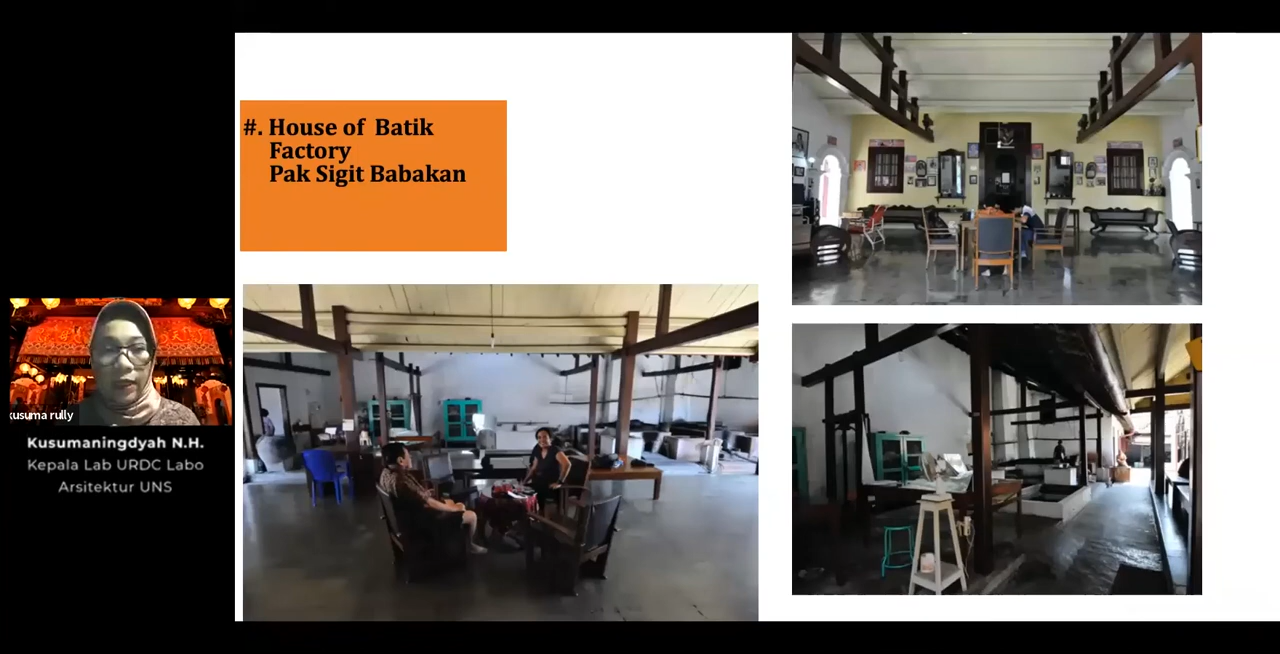 #. House of Batik
Factory
Pak Sigit Babakan
kusuma rully
Kusumaningdyah N.H.
Kepala Lab URDC Labo
Arsitektur UNS